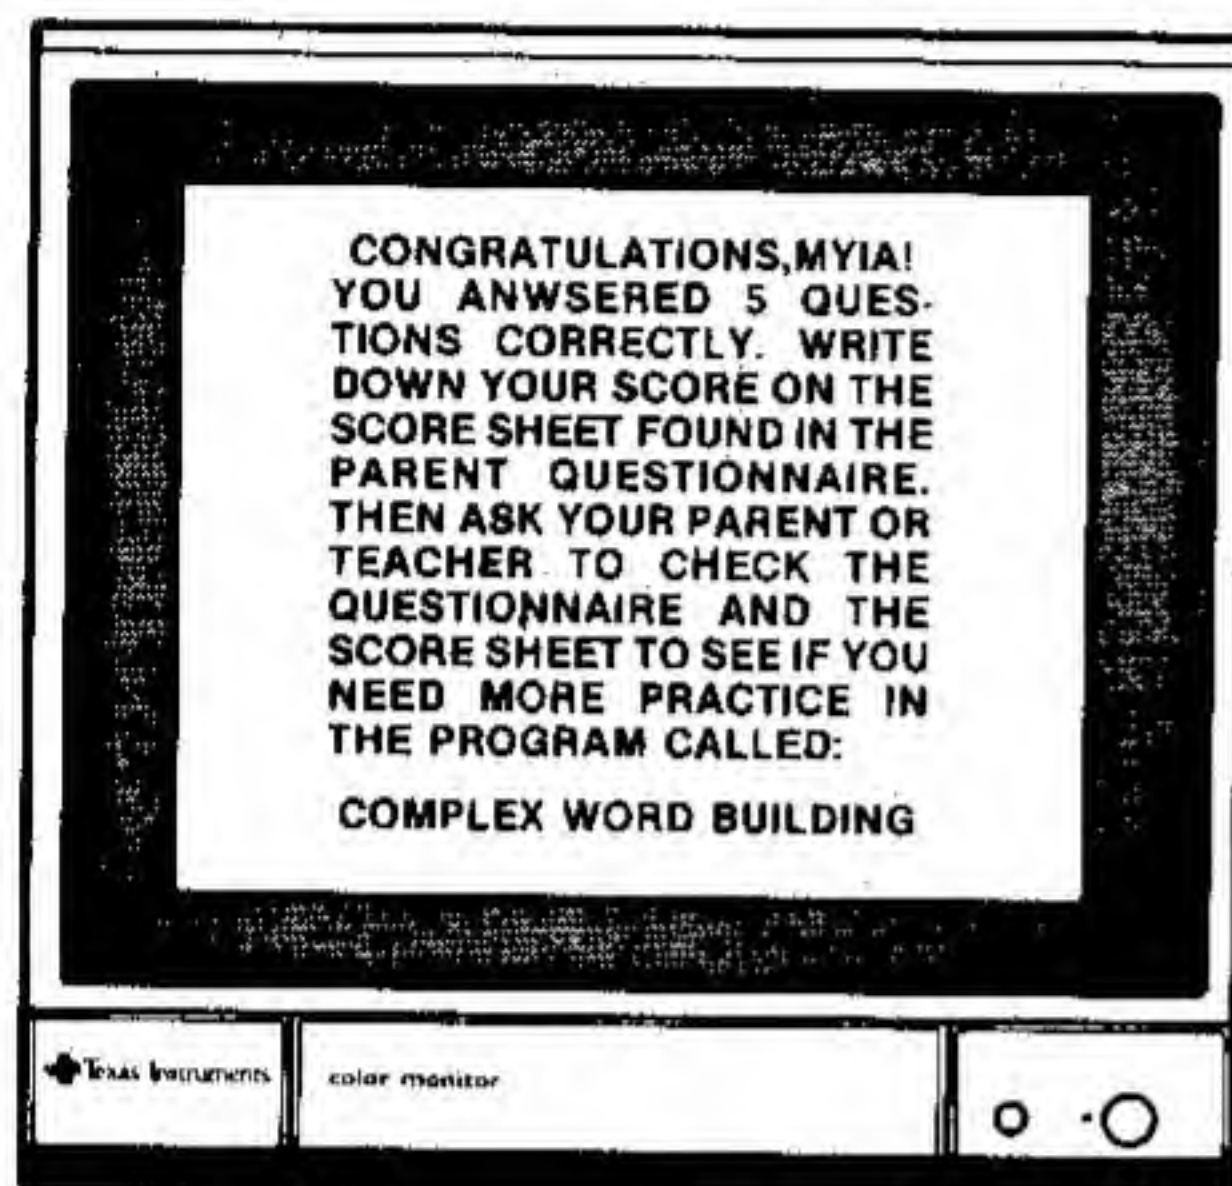 CONGRATULATIONS,MYIA!
YOU ANWSERED 5 QUES-
TIONS CORRECTLY. WRITE
DOWN YOUR SCORE ON THE
SCORE SHEET FOUND IN THE
PARENT QUESTIONNAIRE.
THEN ASK YOUR PARENT OR
TEACHER TO CHECK THE
QUESTIONNAIRE AND THE
SCORE SHEET TO SEE IF YOU
NEED MORE PRACTICE IN
THE PROGRAM CALLED:
COMPLEX WORD BUILDING
Texas Instruments
color monitor